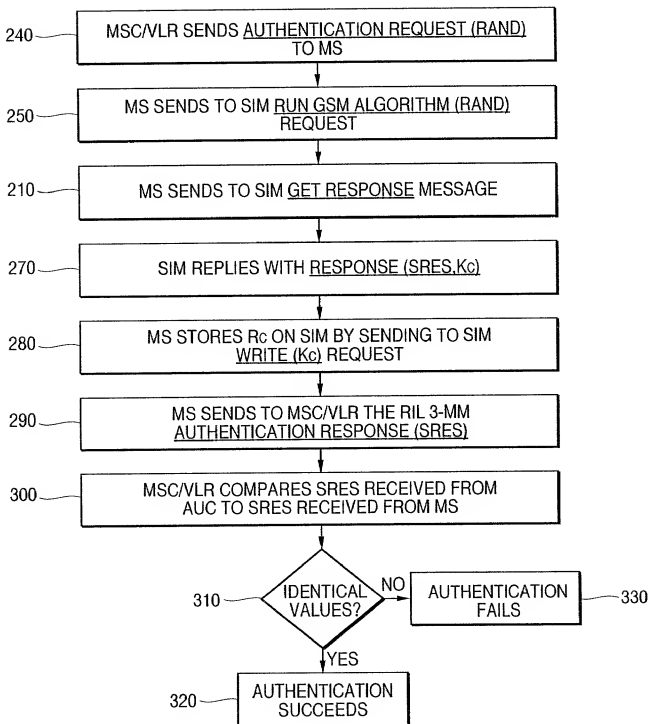 240
MSC/VLR SENDS AUTHENTICATION REQUEST (RAND)
TO MS
250
MS SENDS TO SIM RUN GSM ALGORITHM (RAND)
REQUEST
210
MS SENDS TO SIM GET RESPONSE MESSAGE
270
SIM REPLIES WITH RESPONSE (SRES,Kc)
280
MS STORES Rc ON SIM BY SENDING TO SIM
WRITE (Kc) REQUEST
290
MS SENDS TO MSC/VLR THE RIL 3-MM
AUTHENTICATION RESPONSE (SRES)
300
MSC/VLR COMPARES SRES RECEIVED FROM
AUC TO SRES RECEIVED FROM MS
310
IDENTICAL
VALUES?
NO
AUTHENTICATION
FAILS
330
YES
320
AUTHENTICATION
SUCCEEDS